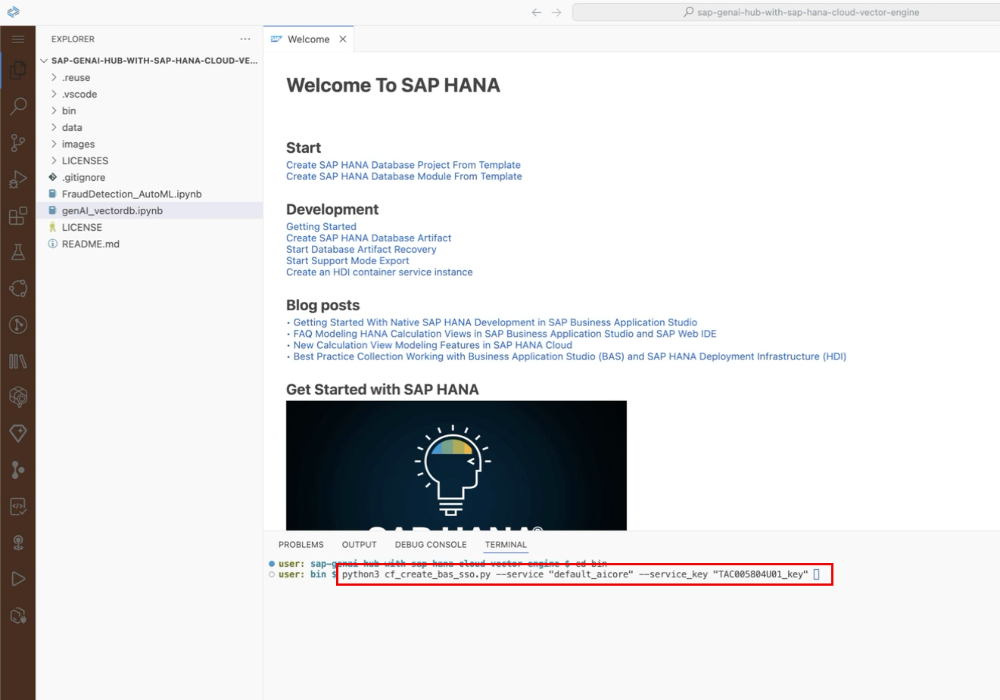 sap-genai-hub-with-sap-hana-cloud-vector-engine
EXPLORER
SAP-GENAI-HUB-WITH-SAP-HANA-CLOUD-VE...
.reuse
.vscode
bin
data
images
LICENSES
.gitignore
FraudDetection_AutoML.ipynb
genAI_vectordb.ipynb
LICENSE
README.md
SAP Welcome
Welcome To SAP HANA
Start
Create SAP HANA Database Project From Template
Create SAP HANA Database Module From Template
Development
Getting Started
Create SAP HANA Database Artifact
Start Database Artifact Recovery
Start Support Mode Export
Create an HDI container service instance
Blog posts
• Getting Started With Native SAP HANA Development in SAP Business Application Studio
• FAQ Modeling HANA Calculation Views in SAP Business Application Studio and SAP Web IDE
• New Calculation View Modeling Features in SAP HANA Cloud
• Best Practice Collection Working with Business Application Studio (BAS) and SAP HANA Deployment Infrastructure (HDI)
Get Started with SAP HANA
SAP HANA®
PROBLEMS OUTPUT DEBUG CONSOLE TERMINAL
user: sap-genai-hub-with-sap-hana-cloud-vector-engine $ cd bin
user: bin $ python3 cf_create_bas_sso.py --service "default_aicore" --service_key "TAC005804U01_key"